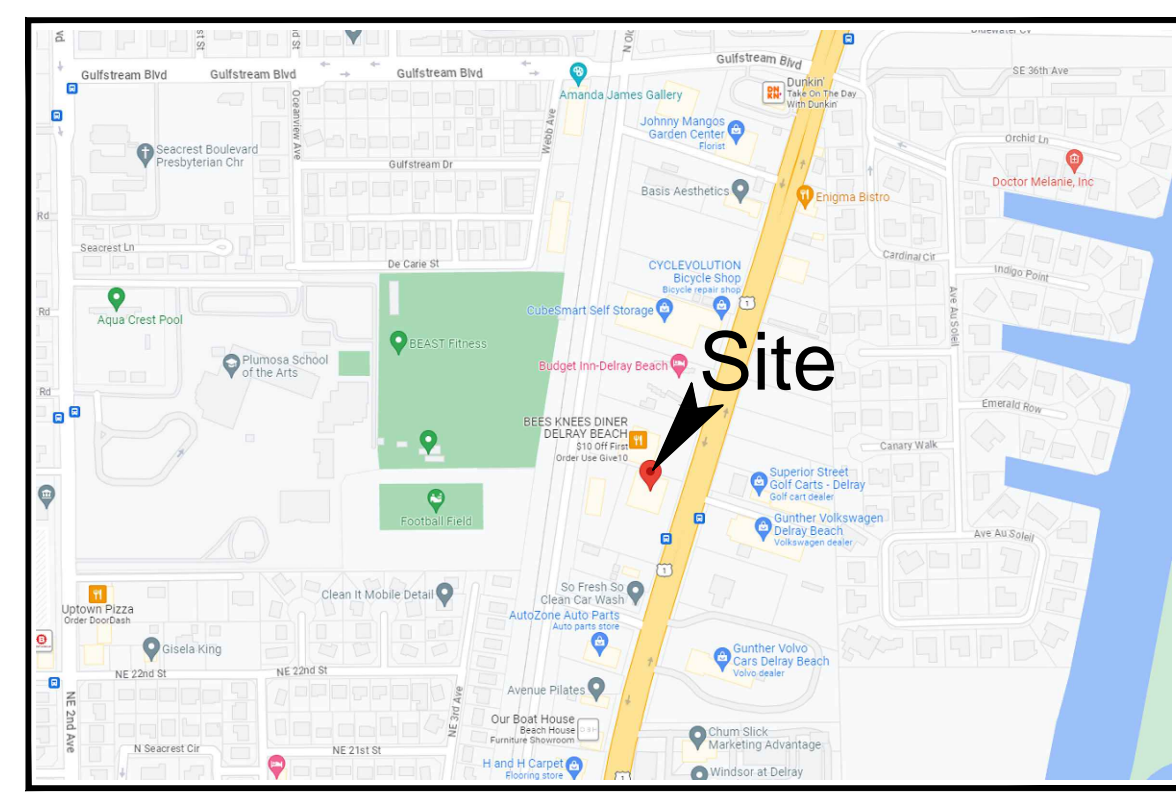 Gulfstream Blvd
Gulfstream Blvd
Gulfstream Blvd
Gulfstream Blvd
SE 36th Ave
Dunkin'
Take On The Day
With Dunkin'
Amanda James Gallery
Oceanview Ave
Webb Ave
Johnny Mangos
Garden Center
Florist
Orchid Ln
Seacrest Boulevard
Presbyterian Chr
Gulfstream Dr
Doctor Melanie, Inc
Basis Aesthetics
Enigma Bistro
Rd
Seacrest Ln
De Carie St
Cardinal Cir
CYCLEVOLUTION
Bicycle Shop
Bicycle repair shop
Indigo Point
Ave Au Soleil
1
Rd
Aqua Crest Pool
CubeSmart Self Storage
BEAST Fitness
Site
Plumosa School
of the Arts
Budget Inn-Delray Beach
Rd
Emerald Row
BEES KNEES DINER
DELRAY BEACH
$10 Off First
Order Use Give10
Canary Walk
Superior Street
Golf Carts - Delray
Golf cart dealer
Football Field
Gunther Volkswagen
Delray Beach
Volkswagen dealer
Ave Au Soleil
1
Clean It Mobile Detail
So Fresh So
Clean Car Wash
Uptown Pizza
Order DoorDash
AutoZone Auto Parts
Auto parts store
Gisela King
Gunther Volvo
Cars Delray Beach
Volvo dealer
NE 22nd St
NE 22nd St
NE 2nd Ave
NE 3rd Ave
Avenue Pilates
Our Boat House
Beach House
Furniture Showroom
Chum Slick
Marketing Advantage
N Seacrest Cir
NE 21st St
H and H Carpet
Flooring store
Windsor at Delray
1